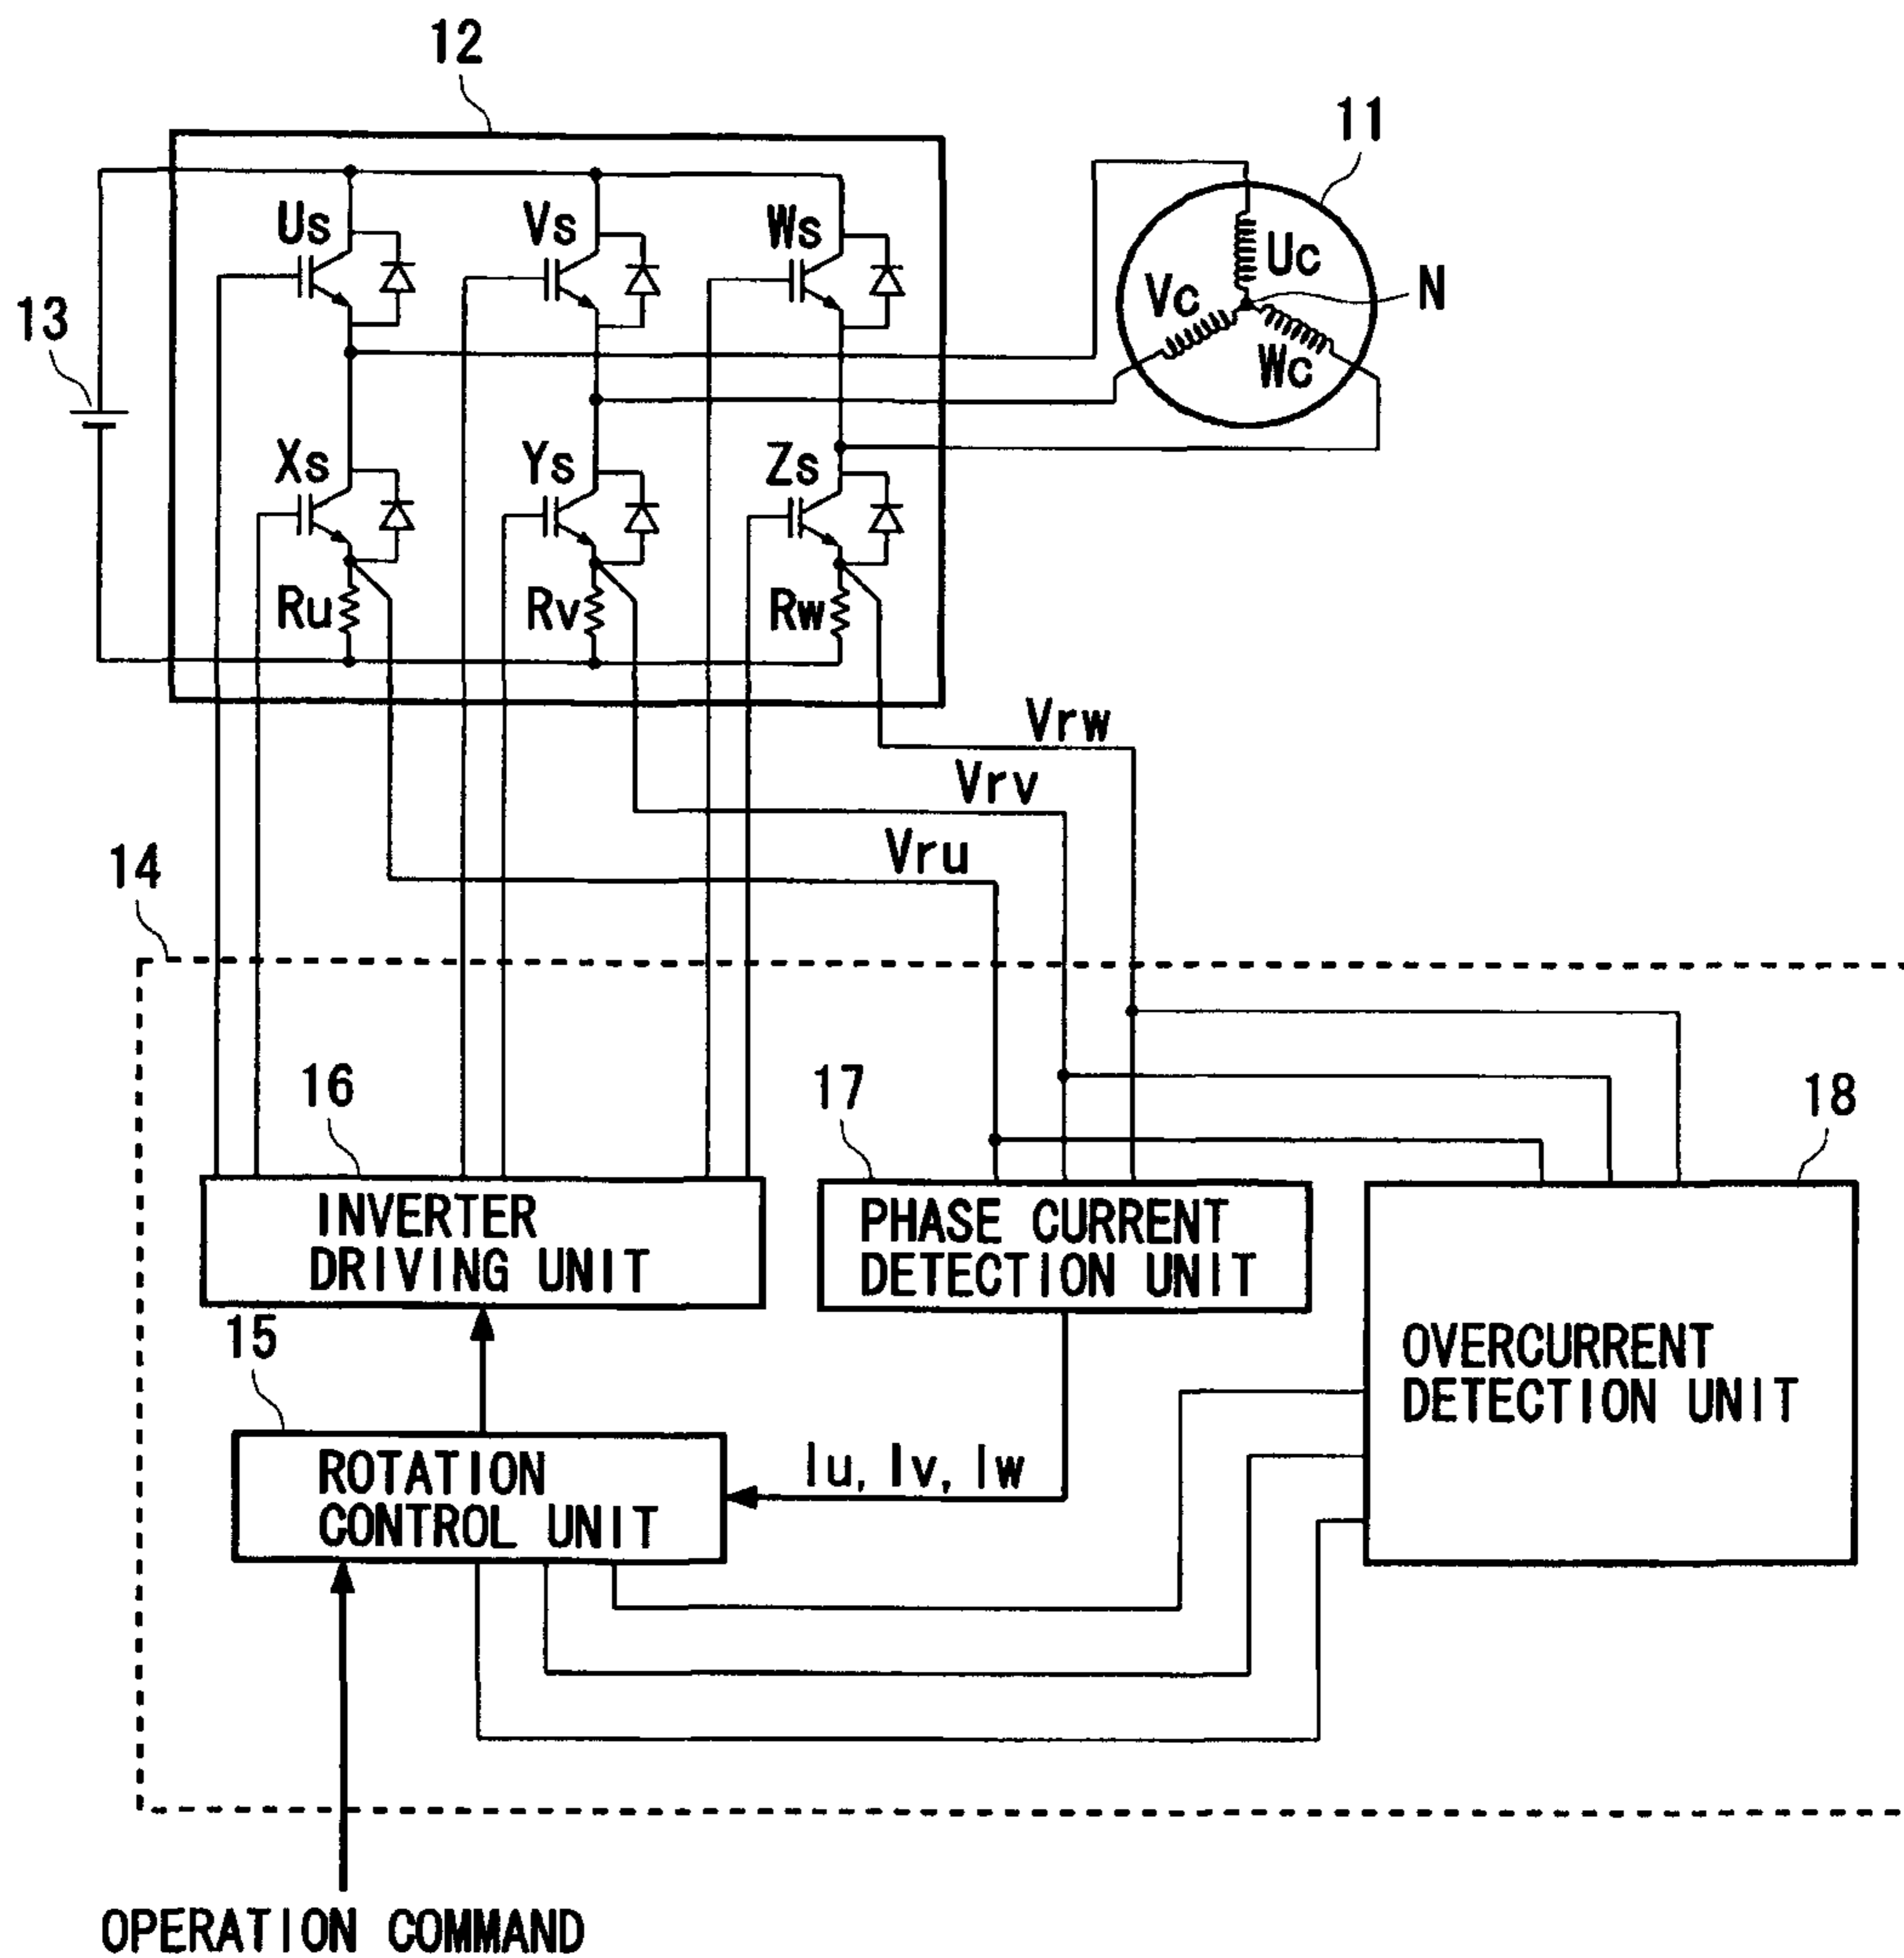 12
11
Us
Vs
Ws
Uc
Vc
N
Wc
13
Xs
Ys
Zs
Ru
Rv
Rw
Vrw
Vrv
Vru
14
16
17
18
INVERTER
DRIVING UNIT
PHASE CURRENT
DETECTION UNIT
OVERCURRENT
DETECTION UNIT
15
ROTATION
CONTROL UNIT
Iu, Iv, Iw
OPERATION COMMAND